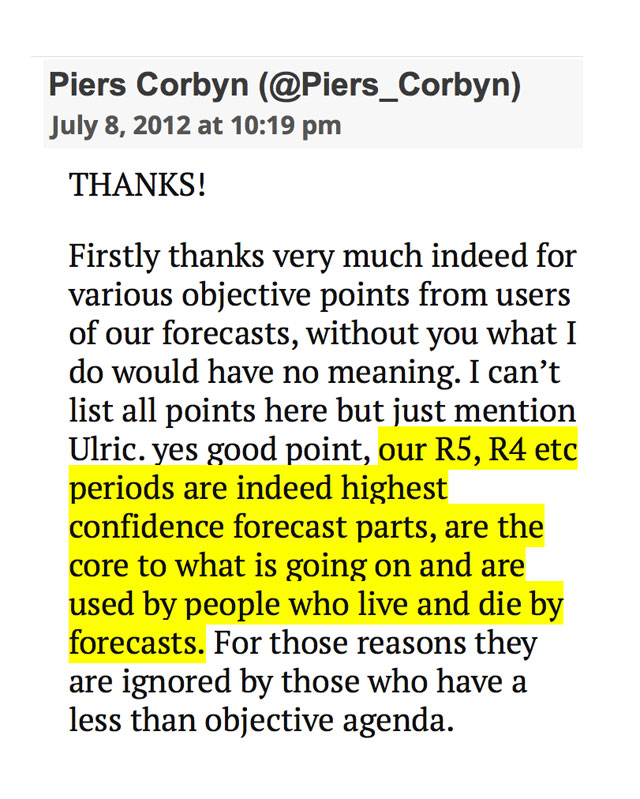 Piers Corbyn (@Piers_Corbyn)
July 8, 2012 at 10:19 pm
THANKS!
Firstly thanks very much indeed for
various objective points from users
of our forecasts, without you what I
do would have no meaning. I can’t
list all points here but just mention
Ulric. yes good point, our R5, R4 etc
periods are indeed highest
confidence forecast parts, are the
core to what is going on and are
used by people who live and die by
forecasts. For those reasons they
are ignored by those who have a
less than objective agenda.